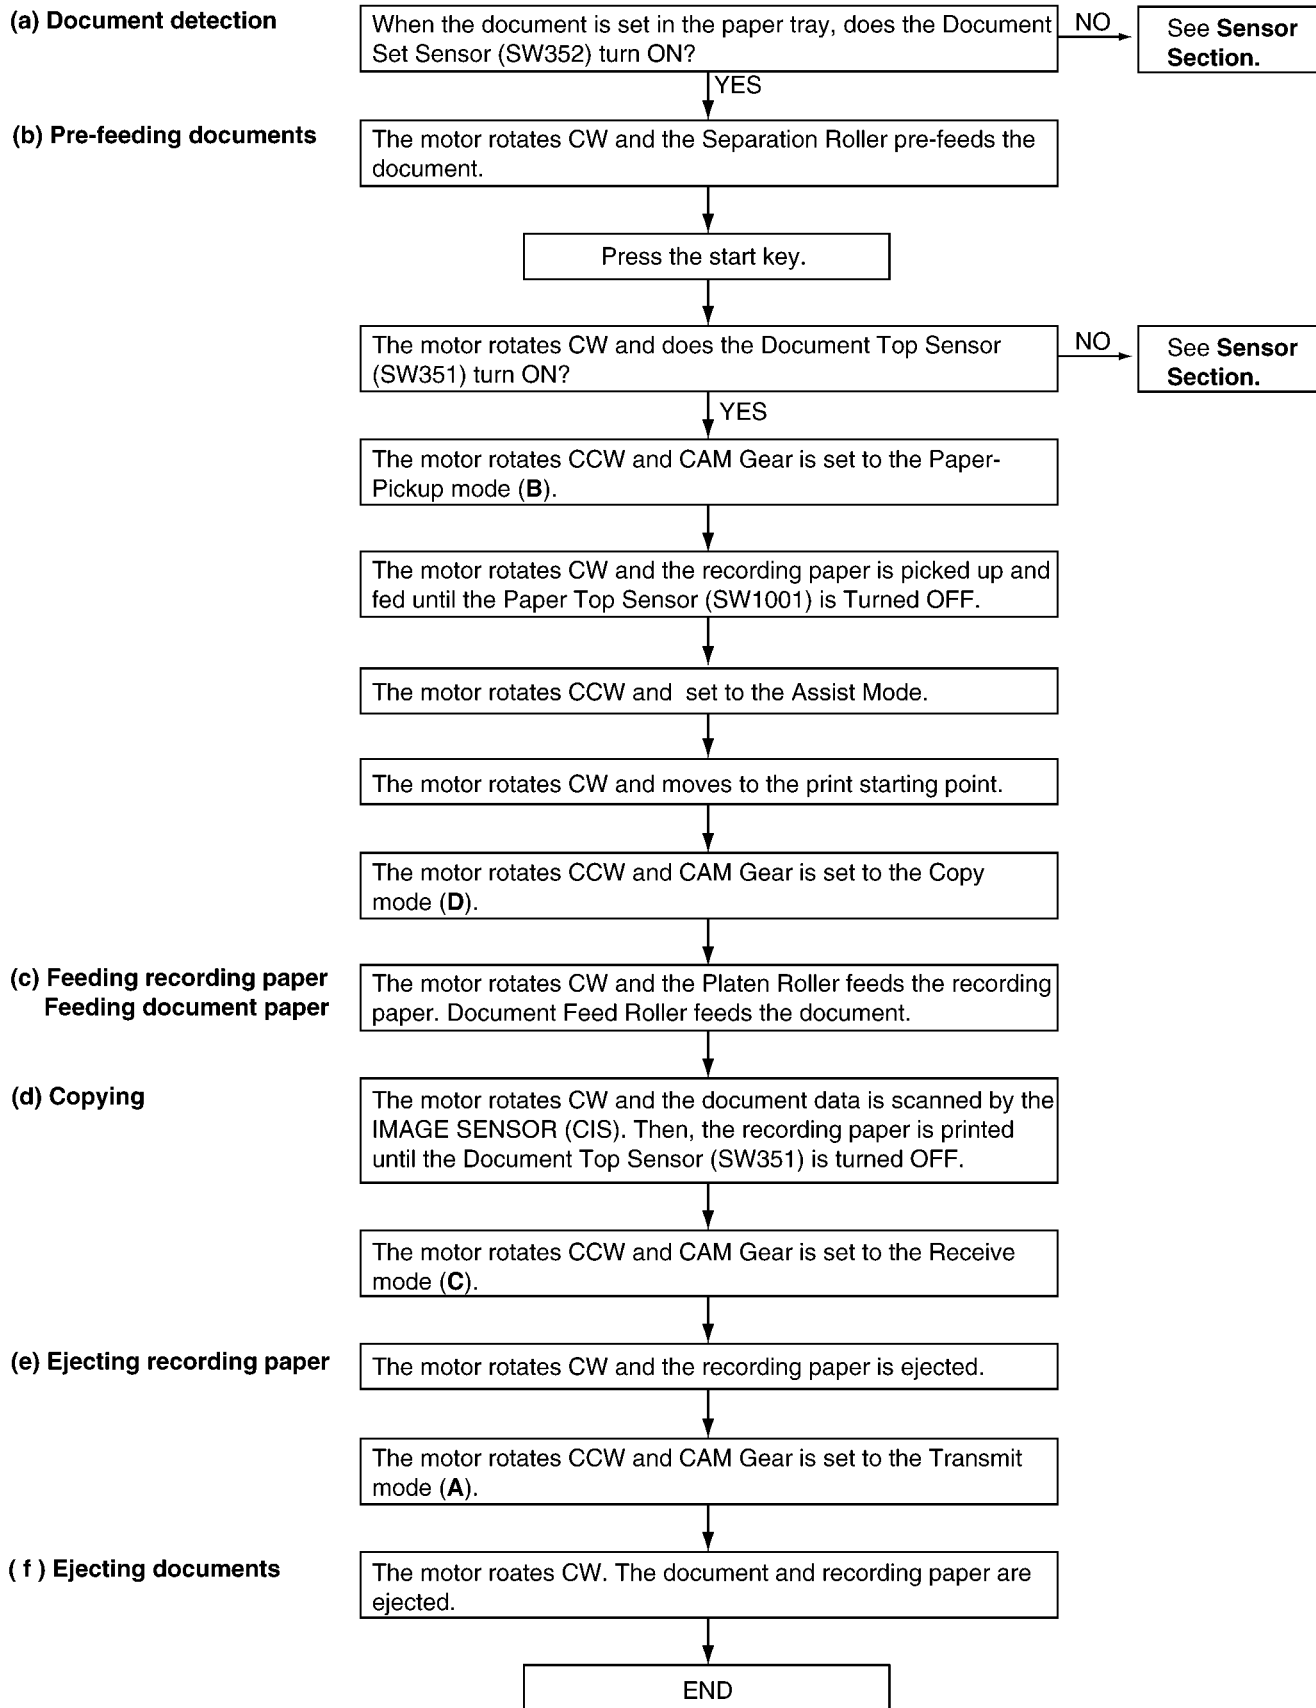 (a) Document detection
When the document is set in the paper tray, does the Document
Set Sensor (SW352) turn ON?
NO
See Sensor
Section.
YES
(b) Pre-feeding documents
The motor rotates CW and the Separation Roller pre-feeds the
document.
Press the start key.
The motor rotates CW and does the Document Top Sensor
(SW351) turn ON?
NO
See Sensor
Section.
YES
The motor rotates CCW and CAM Gear is set to the Paper-
Pickup mode (B).
The motor rotates CW and the recording paper is picked up and
fed until the Paper Top Sensor (SW1001) is Turned OFF.
The motor rotates CCW and  set to the Assist Mode.
The motor rotates CW and moves to the print starting point.
The motor rotates CCW and CAM Gear is set to the Copy
mode (D).
(c) Feeding recording paper
Feeding document paper
The motor rotates CW and the Platen Roller feeds the recording
paper. Document Feed Roller feeds the document.
(d) Copying
The motor rotates CW and the document data is scanned by the
IMAGE SENSOR (CIS). Then, the recording paper is printed
until the Document Top Sensor (SW351) is turned OFF.
The motor rotates CCW and CAM Gear is set to the Receive
mode (C).
(e) Ejecting recording paper
The motor rotates CW and the recording paper is ejected.
The motor rotates CCW and CAM Gear is set to the Transmit
mode (A).
( f ) Ejecting documents
The motor roates CW. The document and recording paper are
ejected.
END